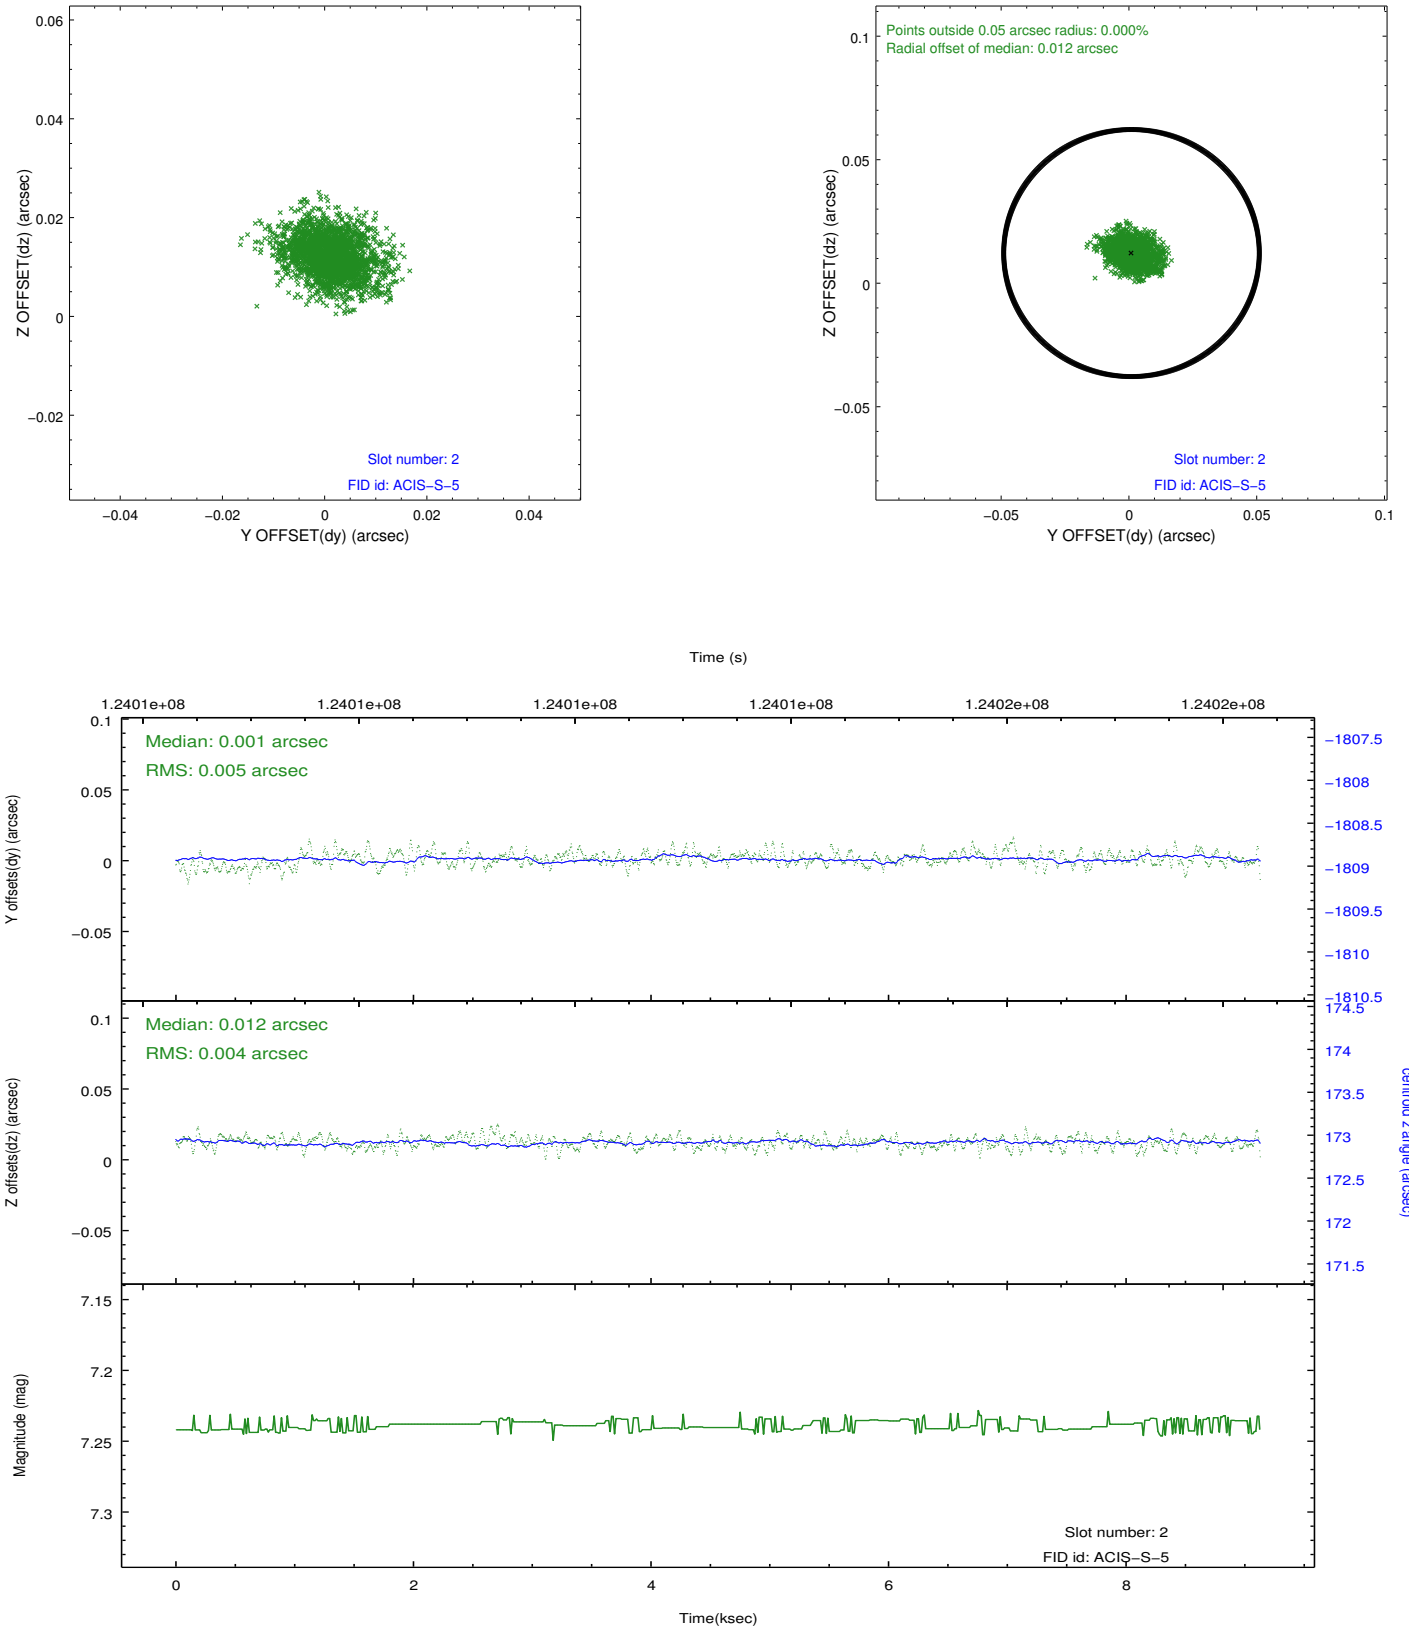 0.06
0.04
0.02
0
−0.02
Z OFFSET(dz) (arcsec)
Slot number: 2
FID id: ACIS−S−5
−0.04 −0.02 0 0.02 0.04
Y OFFSET(dy) (arcsec)
Points outside 0.05 arcsec radius: 0.000%
Radial offset of median: 0.012 arcsec
0.1
0.05
0
−0.05
Z OFFSET(dz) (arcsec)
Slot number: 2
FID id: ACIS−S−5
−0.05 0 0.05 0.1
Y OFFSET(dy) (arcsec)
Time (s)
1.2401e+08 1.2401e+08 1.2401e+08 1.2401e+08 1.2402e+08 1.2402e+08
Median: 0.001 arcsec
RMS: 0.005 arcsec
0.1
0.05
0
−0.05
Y offsets(dy) (arcsec)
−1807.5
−1808
−1808.5
−1809
−1809.5
−1810
−1810.5
Median: 0.012 arcsec
RMS: 0.004 arcsec
0.1
0.05
0
−0.05
Z offsets(dz) (arcsec)
174.5
174
173.5
173
172.5
172
171.5
centroid z angle (arcsec)
7.15
7.2
7.25
7.3
Magnitude (mag)
Slot number: 2
FID id: ACIS−S−5
0 2 4 6 8
Time(ksec)